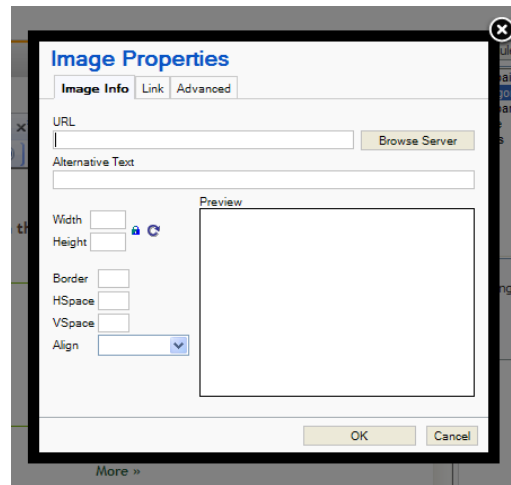 Image Properties
Image Info Link Advanced
URL
Browse Server
Alternative Text
Preview
Width
Height
Border
HSpace
VSpace
Align
OK Cancel
More »